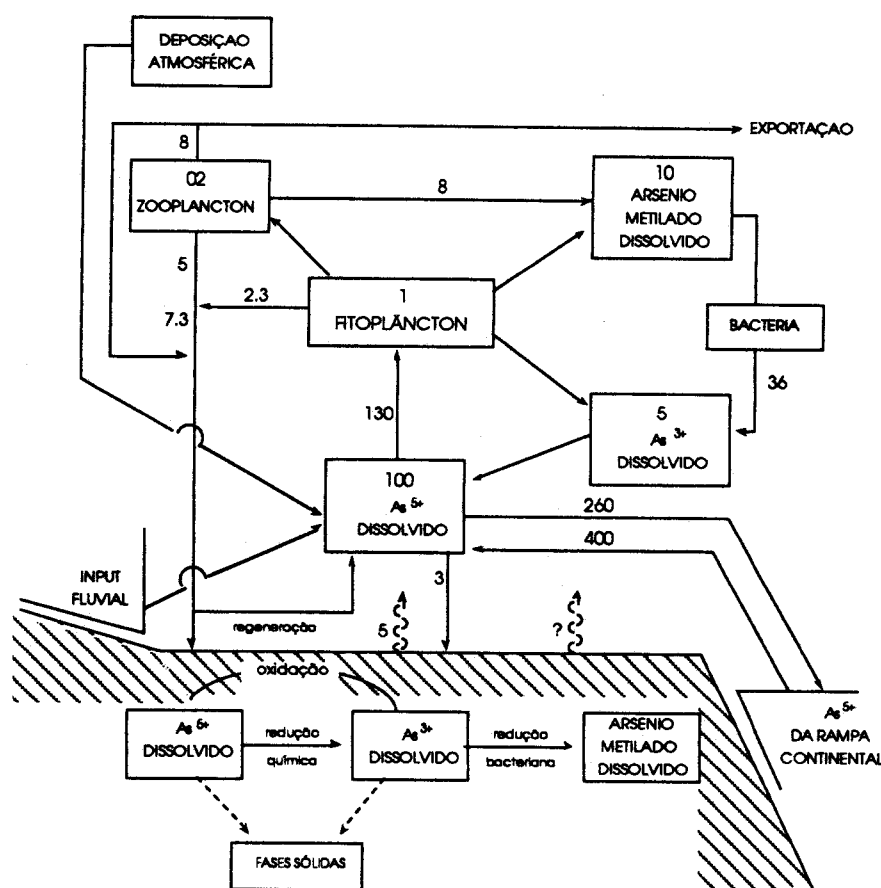 DEPOSIÇAO
ATMOSFÉRICA
EXPORTAÇAO
8
02
ZOOPLANCTON
8
10
ARSENIO
METILADO
DISSOLVIDO
5
2.3
7.3
1
FITOPLÂNCTON
BACTERIA
36
130
5
As 3+
DISSOLVIDO
100
As 5+
DISSOLVIDO
260
400
3
INPUT
FLUVIAL
regeneração
5
?
oxidação
As 5+
DISSOLVIDO
redução
química
As 3+
DISSOLVIDO
redução
bacteriana
ARSENIO
METILADO
DISSOLVIDO
As 5+
DA RAMPA
CONTINENTAL
FASES SÓLIDAS